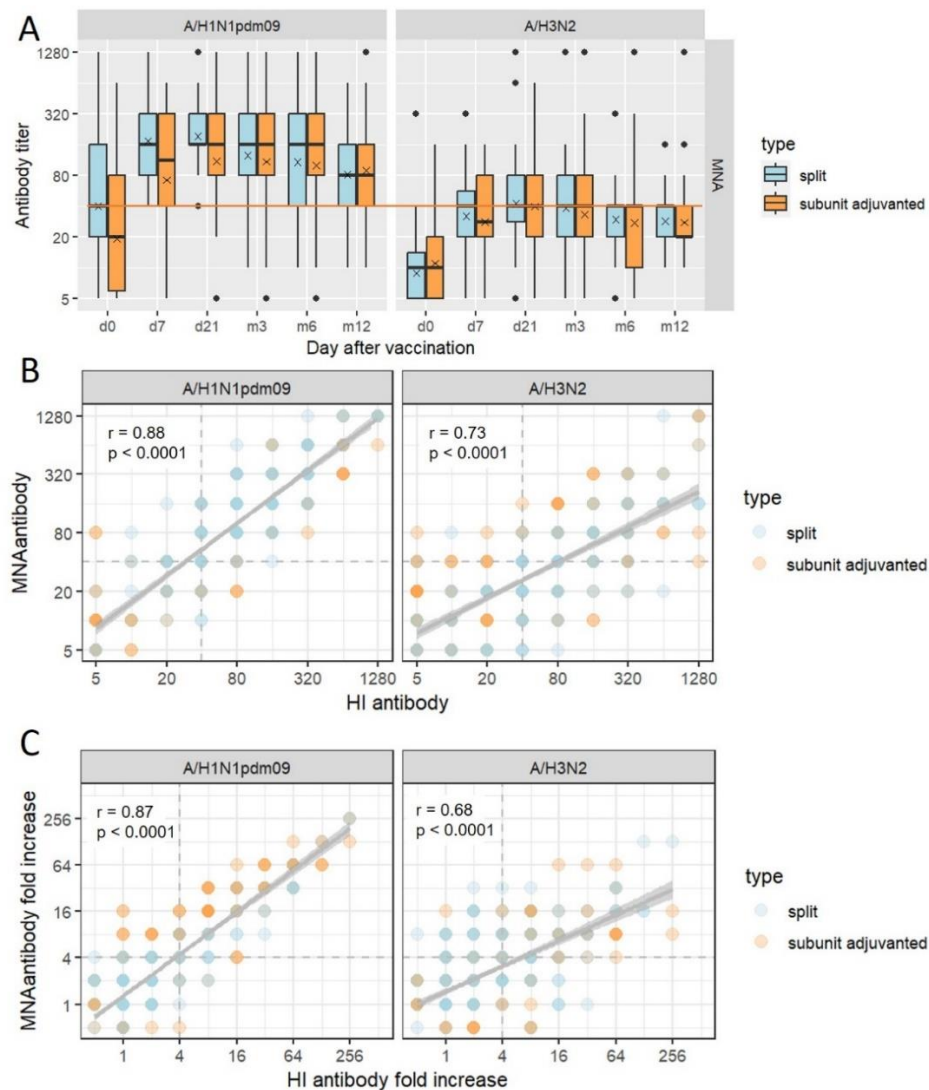 A
A/H1N1pdm09
A/H3N2
Antibody titer
1280
320
80
20
5
d0 d7 d21 m3 m6 m12
d0 d7 d21 m3 m6 m12
Day after vaccination
MNA
type
split
subunit adjuvanted
B
A/H1N1pdm09
A/H3N2
MNAantibody
1280
320
80
20
5
r = 0.88
p < 0.0001
r = 0.73
p < 0.0001
5 20 80 320 1280
5 20 80 320 1280
HI antibody
type
split
subunit adjuvanted
C
A/H1N1pdm09
A/H3N2
MNAantibody fold increase
256
64
16
4
1
r = 0.87
p < 0.0001
r = 0.68
p < 0.0001
1 4 16 64 256
1 4 16 64 256
HI antibody fold increase
type
split
subunit adjuvanted